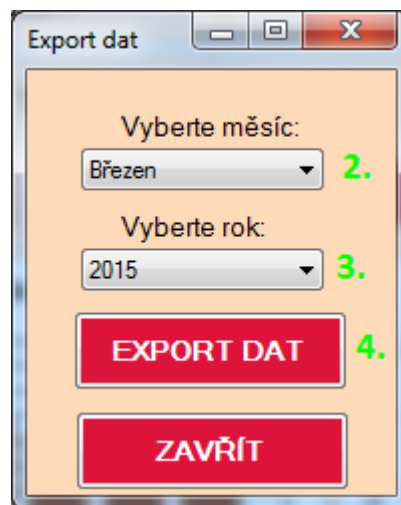 Export dat
Vyberte měsíc:
Březen 2.
Vyberte rok:
2015 3.
EXPORT DAT 4.
ZAVŘÍT